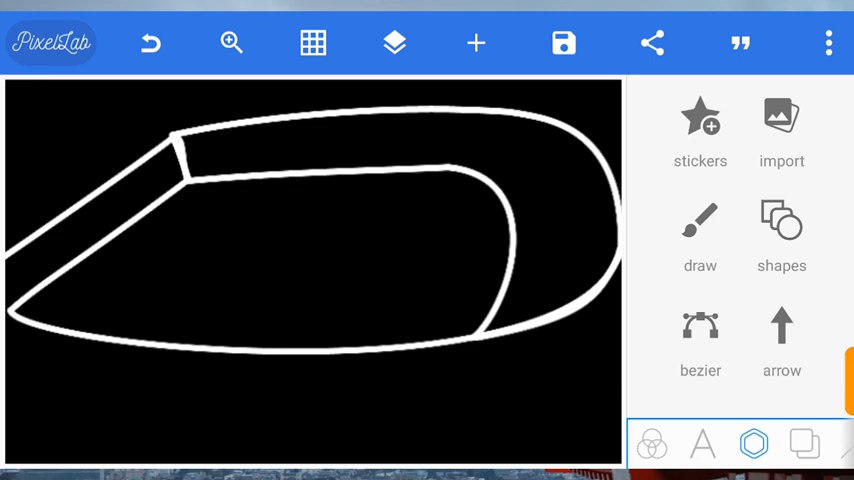 PixelLab
stickers
import
draw
shapes
bezier
arrow